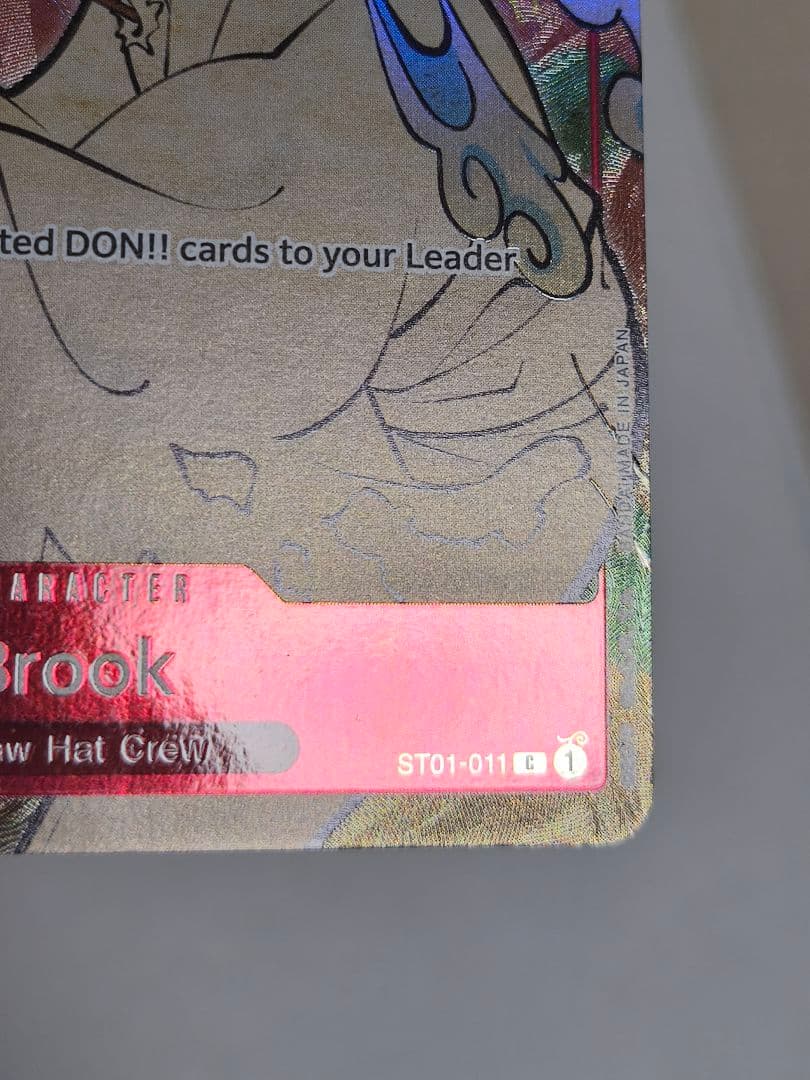 ted DON!! cards to your Leader
MADE IN JAPAN
ARACTER
Brook
aw Hat Crew
ST01-011 C 1